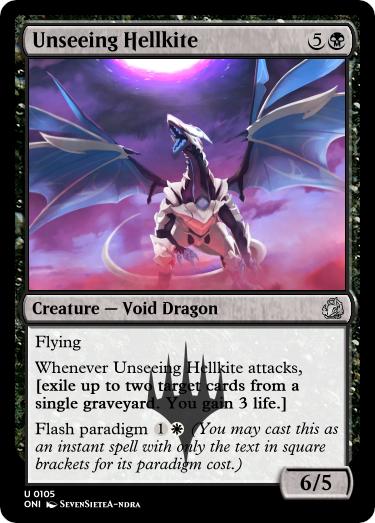 Unseeing Hellkite 5
Creature — Void Dragon
Flying
Whenever Unseeing Hellkite attacks,
[exile up to two target cards from a
single graveyard. You gain 3 life.]
Flash paradigm 1 (You may cast this as
an instant spell with only the text in square
brackets for its paradigm cost.)
6/5
U 0105
ONI SevenSieteA-ndra